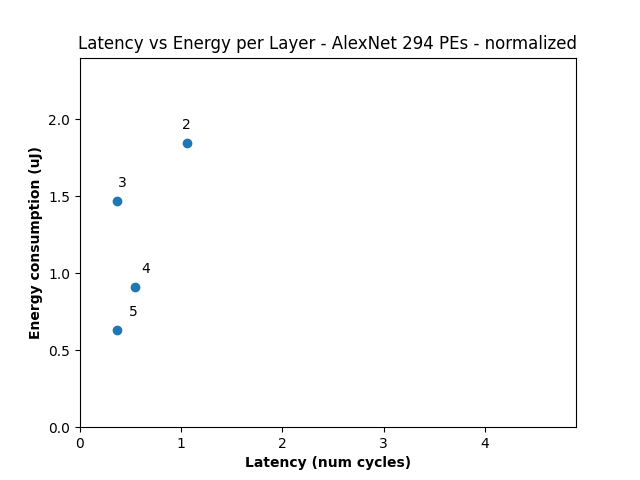 Latency vs Energy per Layer - AlexNet 294 PEs - normalized
Energy consumption (uJ)
2.0
1.5
1.0
0.5
0.0
2
3
4
5
0 1 2 3 4
Latency (num cycles)